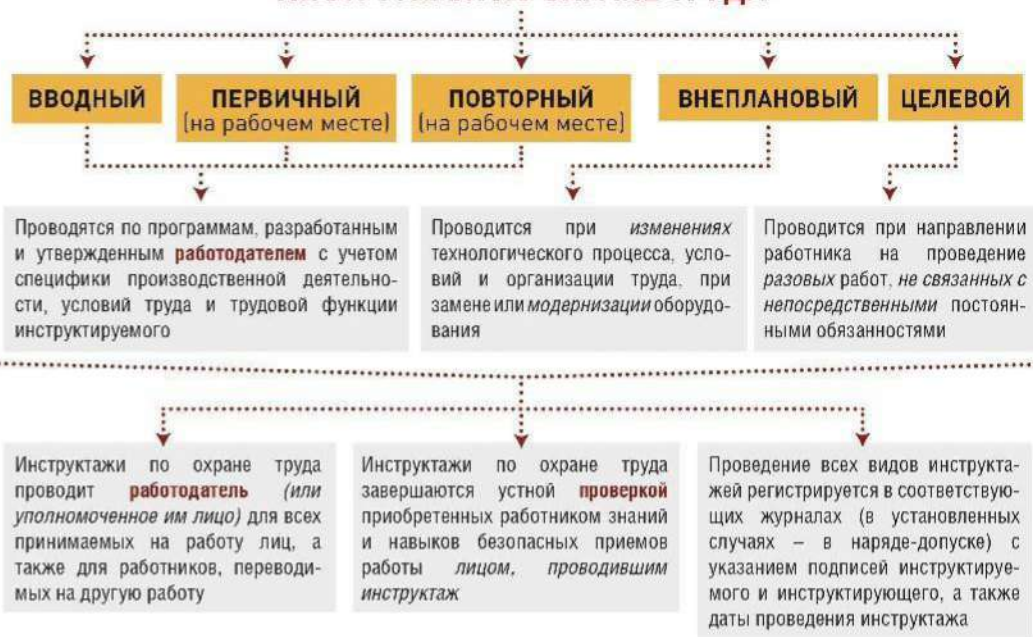 ВВОДНЫЙ
ПЕРВИЧНЫЙ
(на рабочем месте)
ПОВТОРНЫЙ
(на рабочем месте)
ВНЕПЛАНОВЫЙ
ЦЕЛЕВОЙ
Проводятся по программам, разработанным
и утвержденным работодателем с учетом
специфики производственной деятельно-
сти, условий труда и трудовой функции
инструктируемого
Проводится при изменениях
технологического процесса, усло-
вий и организации труда, при
замене или модернизации оборудо-
вания
Проводится при направлении
работника на проведение
разовых работ, не связанных с
непосредственными постоян-
ными обязанностями
Инструктажи по охране труда
проводит работодатель (или
уполномоченное им лицо) для всех
принимаемых на работу лиц, а
также для работников, переводи-
мых на другую работу
Инструктажи по охране труда
завершаются устной проверкой
приобретенных работником знаний
и навыков безопасных приемов
работы лицом, проводившим
инструктаж
Проведение всех видов инструкта-
жей регистрируется в соответствую-
щих журналах (в установленных
случаях – в наряде-допуске) с
указанием подписей инструктируе-
мого и инструктирующего, а также
даты проведения инструктажа